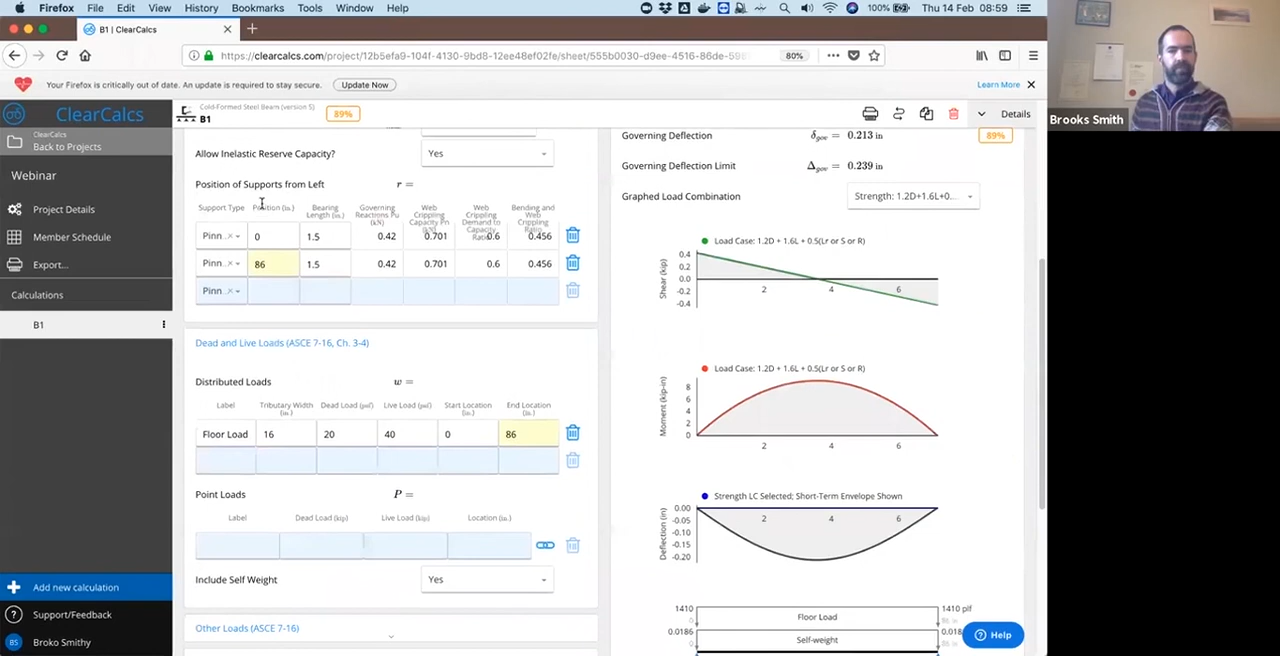 Firefox File Edit View History Bookmarks Tools Window Help 100% Thu 14 Feb 08:59
B1 | ClearCalcs
https://clearcalcs.com/project/12b5efa9-104f-4130-9bd8-12ee48ef02fe/sheet/555b0030-d9ee-4516-86de-59 80%
Your Firefox is critically out of date. An update is required to stay secure. Update Now Learn More
ClearCalcs
ClearCalcs
Back to Projects
Webinar
Project Details
Member Schedule
Export...
Calculations
B1
Add new calculation
Support/Feedback
BS Broko Smithy
Cold-Formed Steel Beam (version 5)
B1 89% Details
Allow Inelastic Reserve Capacity? Yes
Position of Supports from Left r =
Support Type Position (in.) Bearing Length (in.) Governing Reactions Pu (kN) Web Crippling Capacity Pn (kN) Web Crippling Demand to Capacity Ratio Bending and Web Crippling Ratio
Pinn... 0 1.5 0.42 0.701 0.6 0.456
Pinn... 86 1.5 0.42 0.701 0.6 0.456
Pinn...
Dead and Live Loads (ASCE 7-16, Ch. 3-4)
Distributed Loads w =
Label Tributary Width (in.) Dead Load (psf) Live Load (psf) Start Location (in.) End Location (in.)
Floor Load 16 20 40 0 86
Point Loads P =
Label Dead Load (kip) Live Load (kip) Location (in.)
Include Self Weight Yes
Other Loads (ASCE 7-16)
Governing Deflection δgov = 0.213 in 89%
Governing Deflection Limit Δgov = 0.239 in
Graphed Load Combination Strength: 1.2D+1.6L+0...
Load Case: 1.2D + 1.6L + 0.5(Lr or S or R)
Shear (kip)
0.4
0.2
0.0
-0.2
-0.4
2 4 6
Load Case: 1.2D + 1.6L + 0.5(Lr or S or R)
Moment (kip-in)
8
6
4
2
0
2 4 6
Strength LC Selected; Short-Term Envelope Shown
Deflection (in)
0.00
-0.05
-0.10
-0.15
-0.20
2 4 6
1410 Floor Load 1410 plf
0 86 in
0.0186 Self-weight
0
Help
Brooks Smith